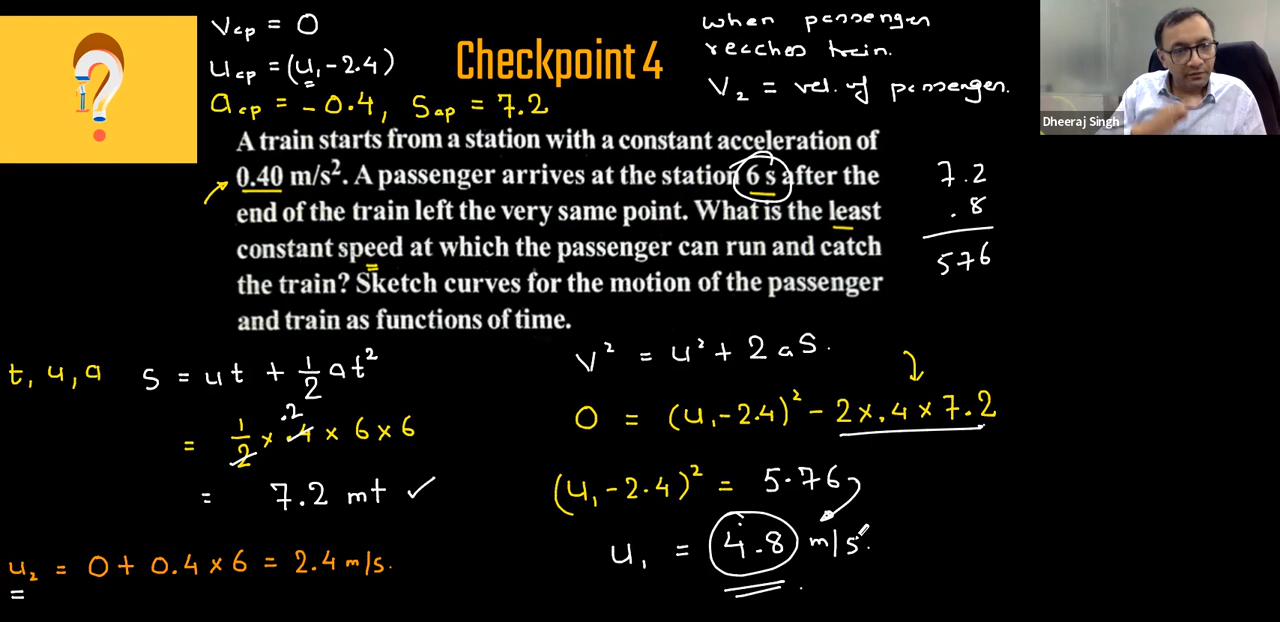 v_cp = 0
u_cp = (u₁ - 2.4)
a_cp = - 0.4, s_ap = 7.2
Checkpoint 4
when passenger
reaches train.
V₂ = vel. of passenger.
Dheeraj Singh
A train starts from a station with a constant acceleration of
0.40 m/s². A passenger arrives at the station 6 s after the
end of the train left the very same point. What is the least
constant speed at which the passenger can run and catch
the train? Sketch curves for the motion of the passenger
and train as functions of time.
7.2
.8
576
t, u, a
s = ut + 1/2 at²
= 1/2 × .4 × 6 × 6
.2
= 7.2 mt ✓
u₂ = 0 + 0.4 × 6 = 2.4 m/s.
=
v² = u² + 2as.
0 = (u₁ - 2.4)² - 2×.4×7.2
(u₁ - 2.4)² = 5.76
u₁ = 4.8 m/s.